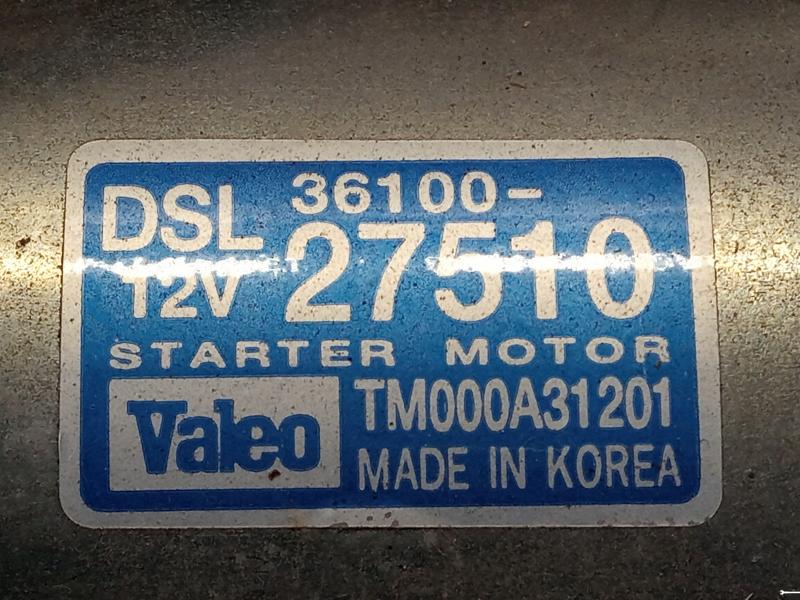 DSL 36100-
12V 27510
STARTER MOTOR
Valeo TM000A31201
MADE IN KOREA